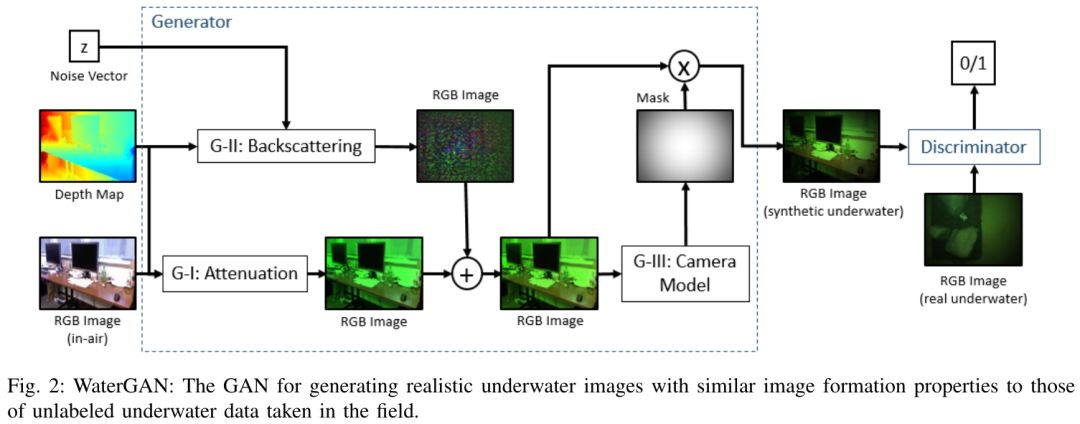 Generator
z
Noise Vector
RGB Image
Mask
X
0/1
G-II: Backscattering
Discriminator
Depth Map
RGB Image
(synthetic underwater)
G-I: Attenuation
+
G-III: Camera
Model
RGB Image
(in-air)
RGB Image
RGB Image
RGB Image
(real underwater)
Fig. 2: WaterGAN: The GAN for generating realistic underwater images with similar image formation properties to those
of unlabeled underwater data taken in the field.